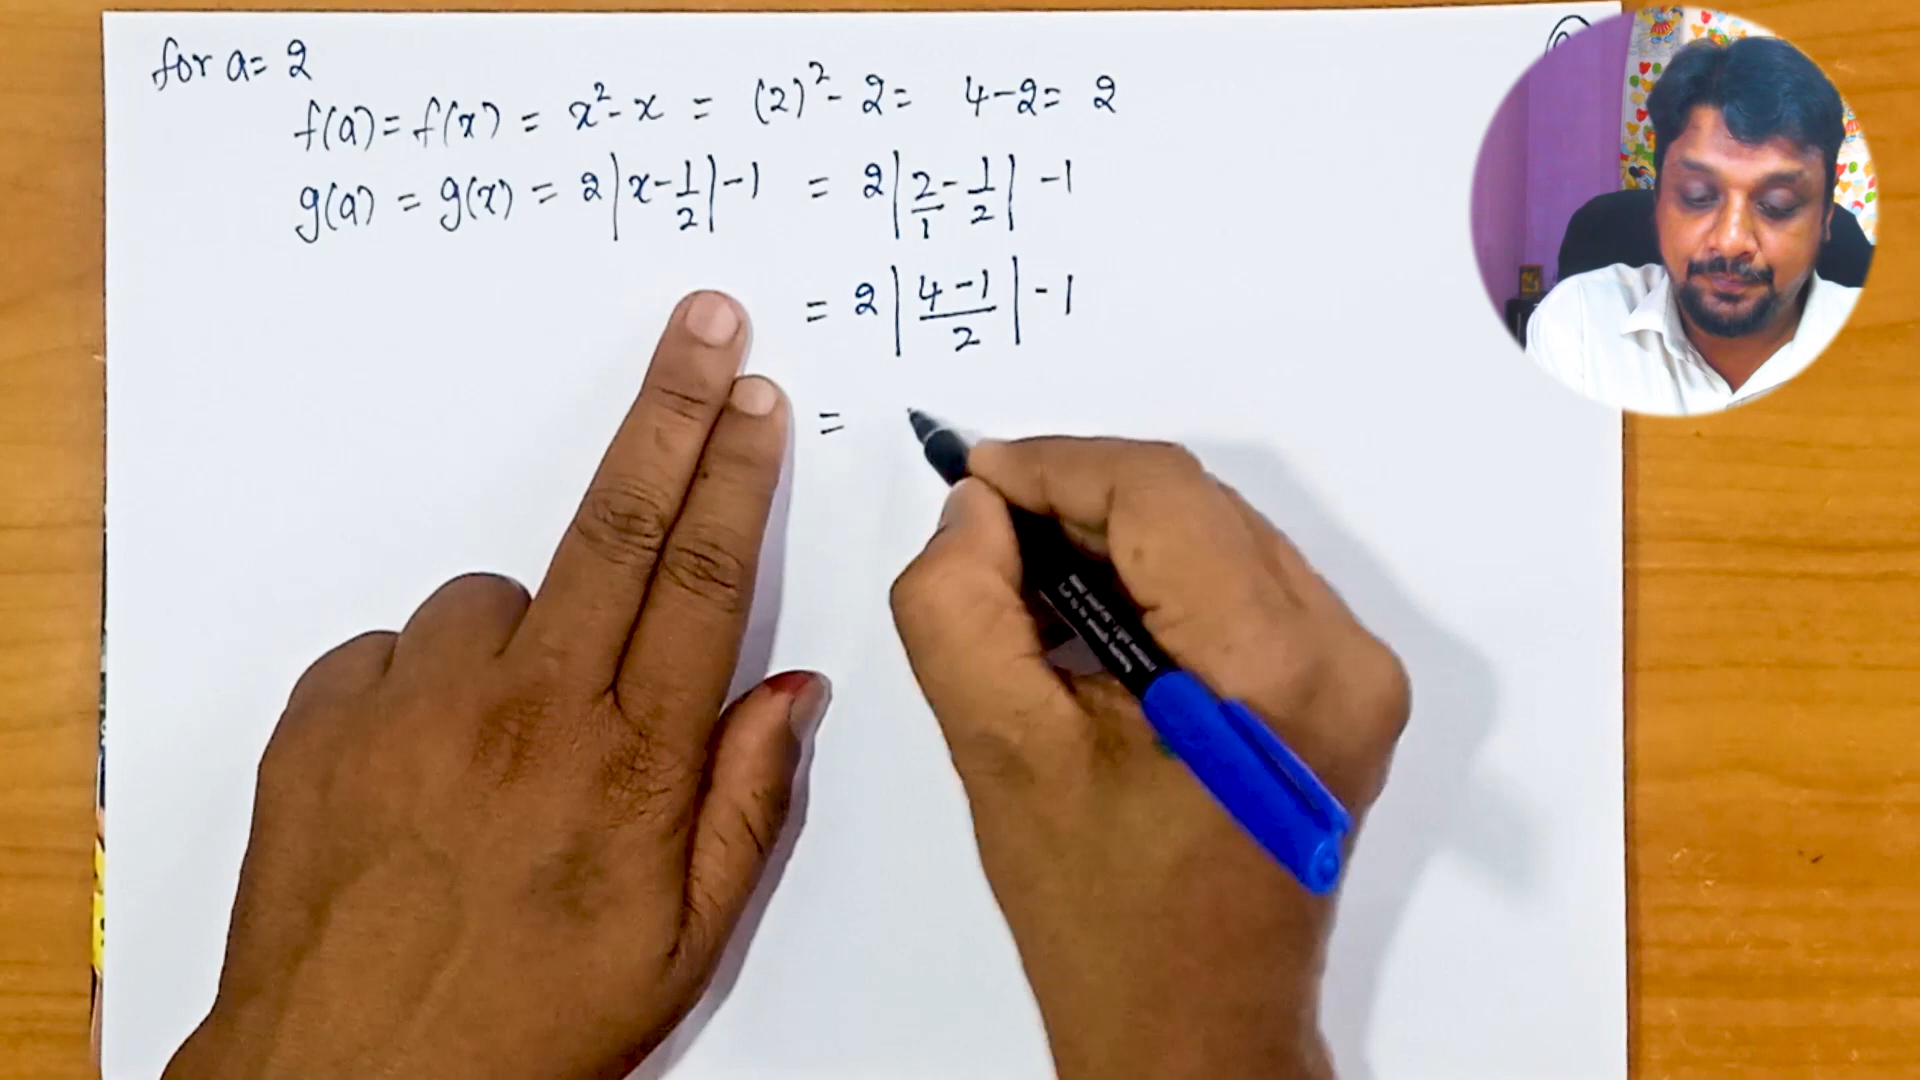 for a = 2
f(a) = f(x) = x² - x = (2)² - 2 = 4 - 2 = 2
g(a) = g(x) = 2|x - 1/2| - 1 = 2|2/1 - 1/2| - 1
= 2|(4 - 1)/2| - 1
=